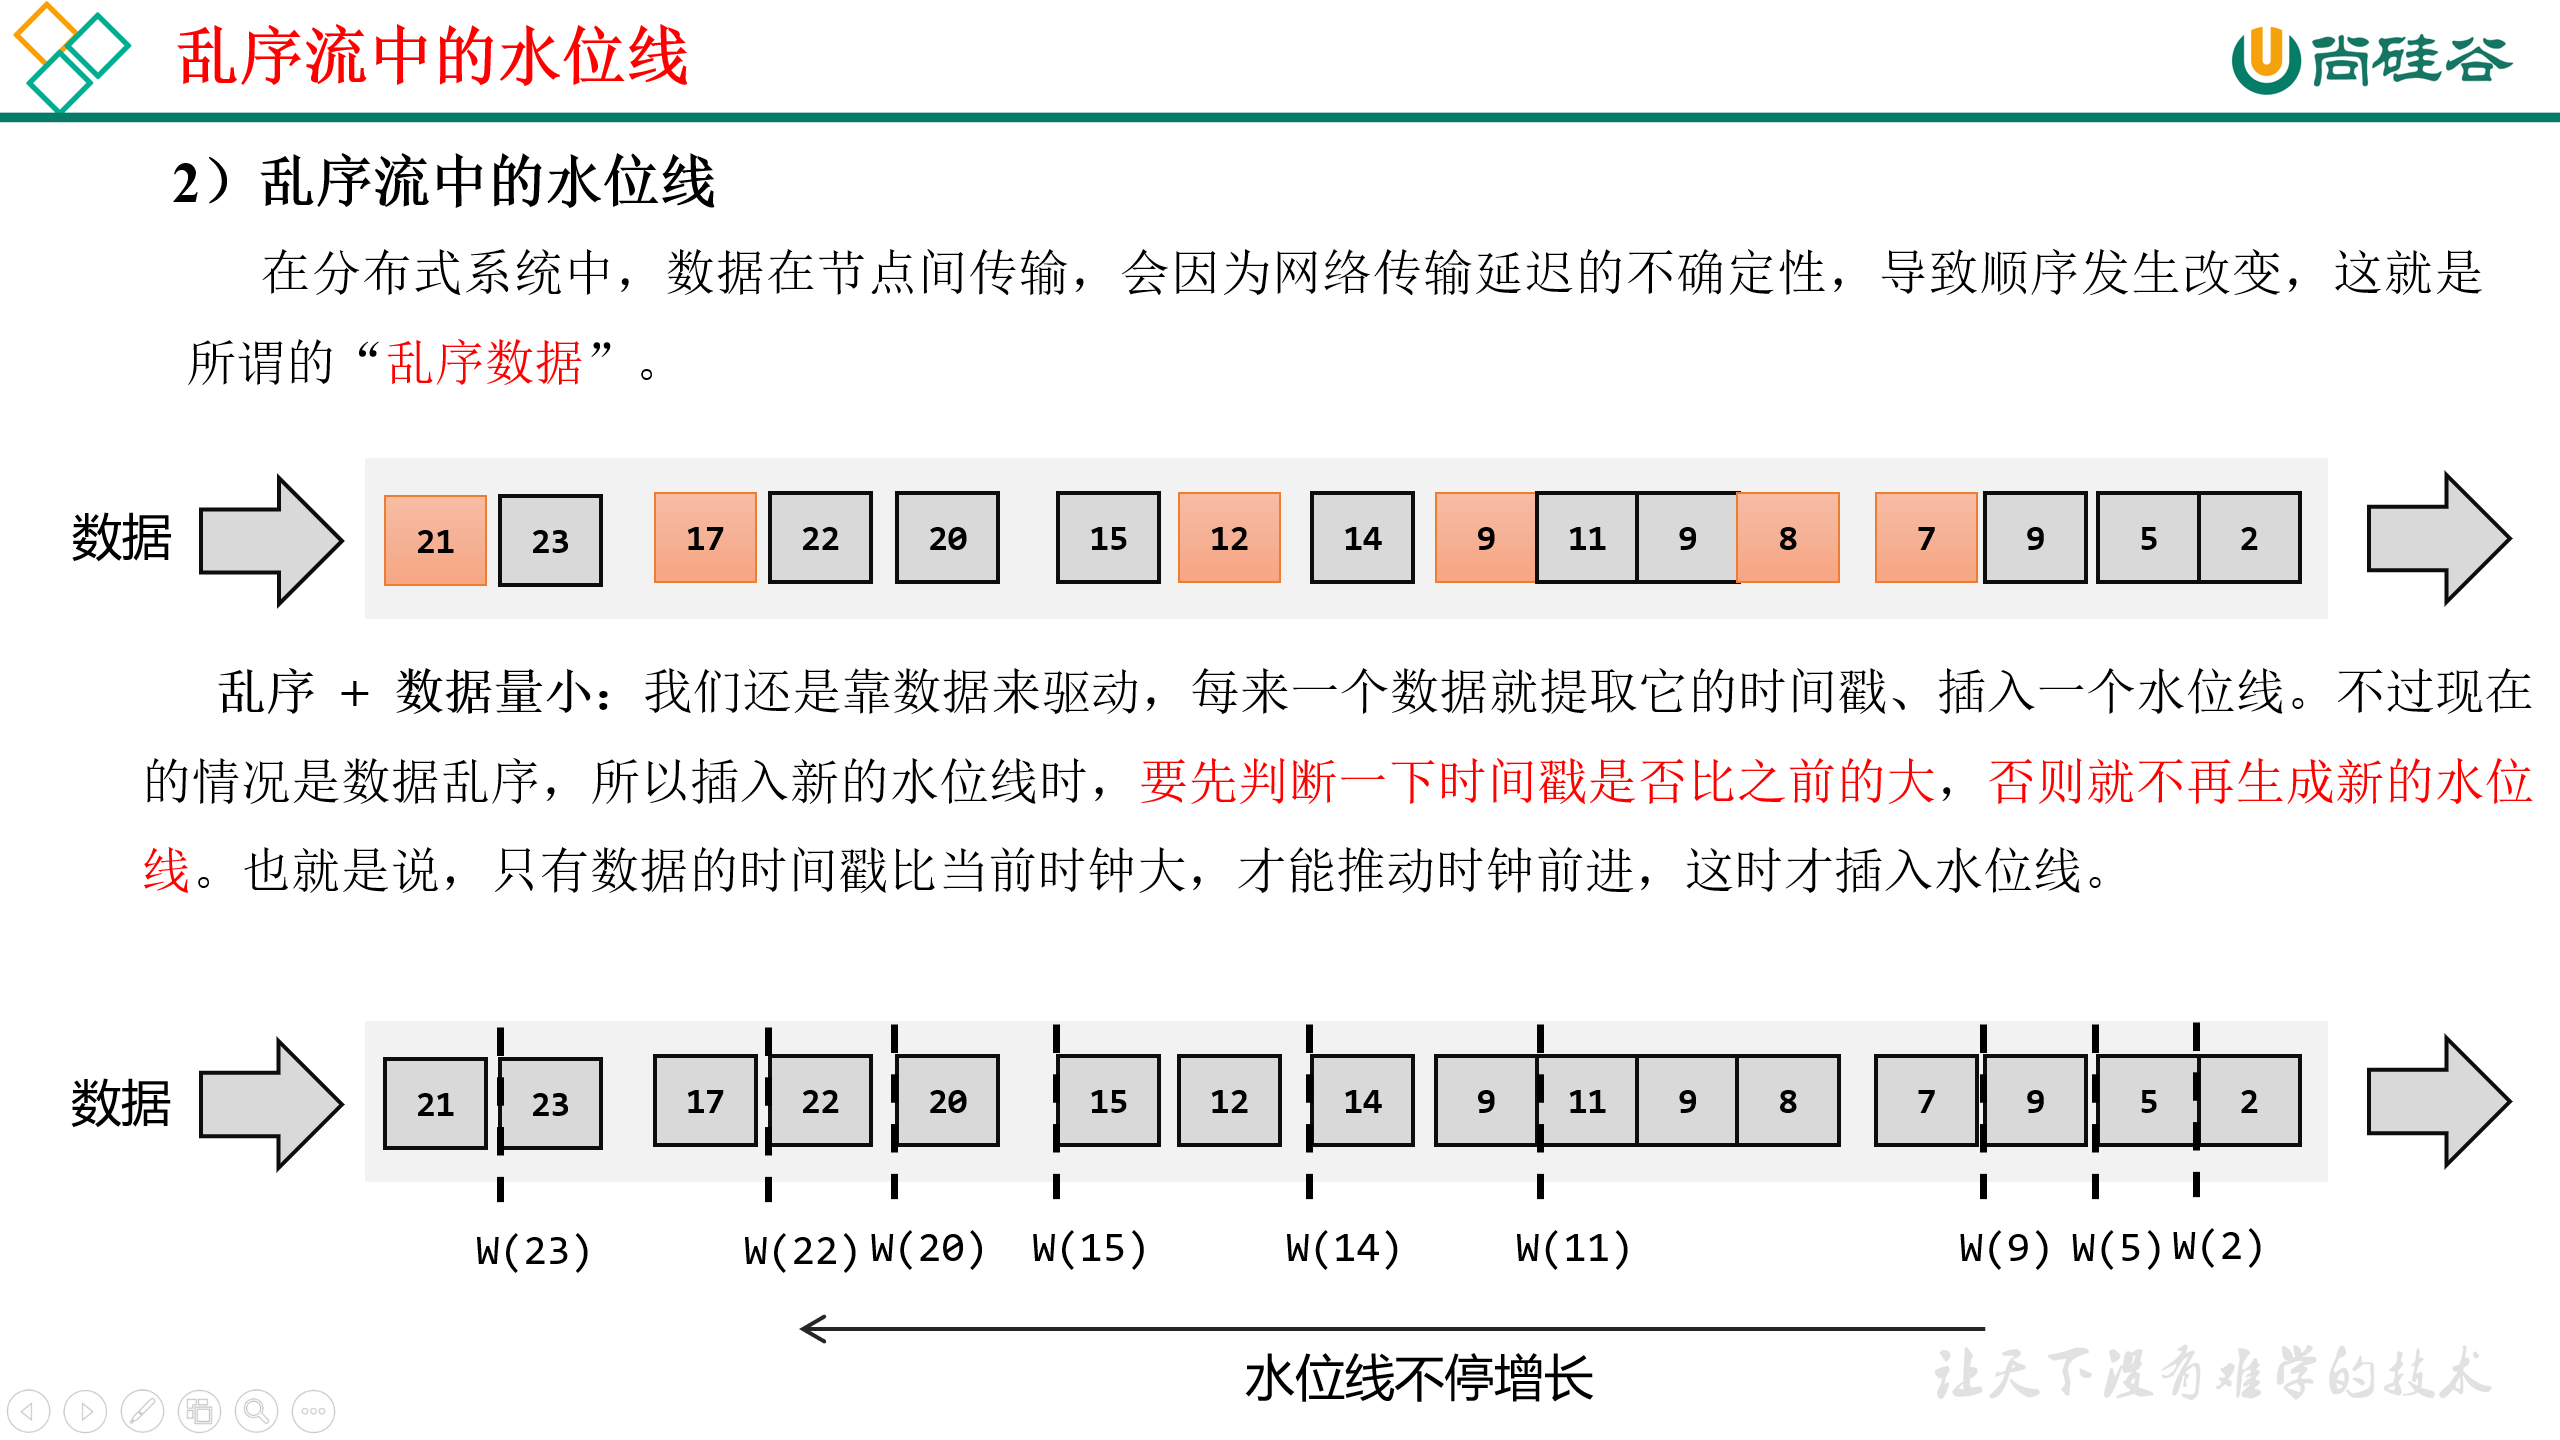 乱序流中的水位线
尚硅谷
2）乱序流中的水位线
在分布式系统中，数据在节点间传输，会因为网络传输延迟的不确定性，导致顺序发生改变，这就是
所谓的“乱序数据”。
数据 21 23 17 22 20 15 12 14 9 11 9 8 7 9 5 2
乱序 + 数据量小：我们还是靠数据来驱动，每来一个数据就提取它的时间戳、插入一个水位线。不过现在
的情况是数据乱序，所以插入新的水位线时，要先判断一下时间戳是否比之前的大，否则就不再生成新的水位
线。也就是说，只有数据的时间戳比当前时钟大，才能推动时钟前进，这时才插入水位线。
数据 21 23 17 22 20 15 12 14 9 11 9 8 7 9 5 2
W(23) W(22) W(20) W(15) W(14) W(11) W(9) W(5) W(2)
水位线不停增长
让天下没有难学的技术